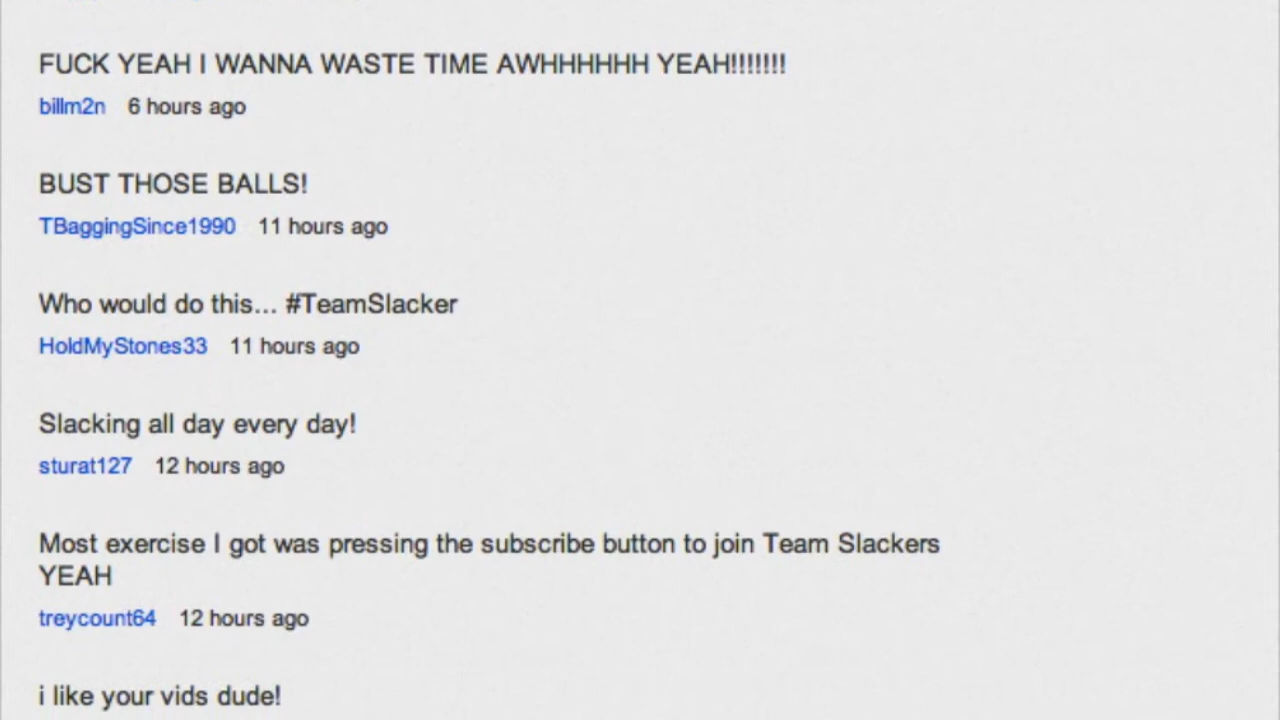 FUCK YEAH I WANNA WASTE TIME AWHHHHHH YEAH!!!!!!!
billm2n 6 hours ago
BUST THOSE BALLS!
TBaggingSince1990 11 hours ago
Who would do this... #TeamSlacker
HoldMyStones33 11 hours ago
Slacking all day every day!
sturat127 12 hours ago
Most exercise I got was pressing the subscribe button to join Team Slackers
YEAH
treycount64 12 hours ago
i like your vids dude!